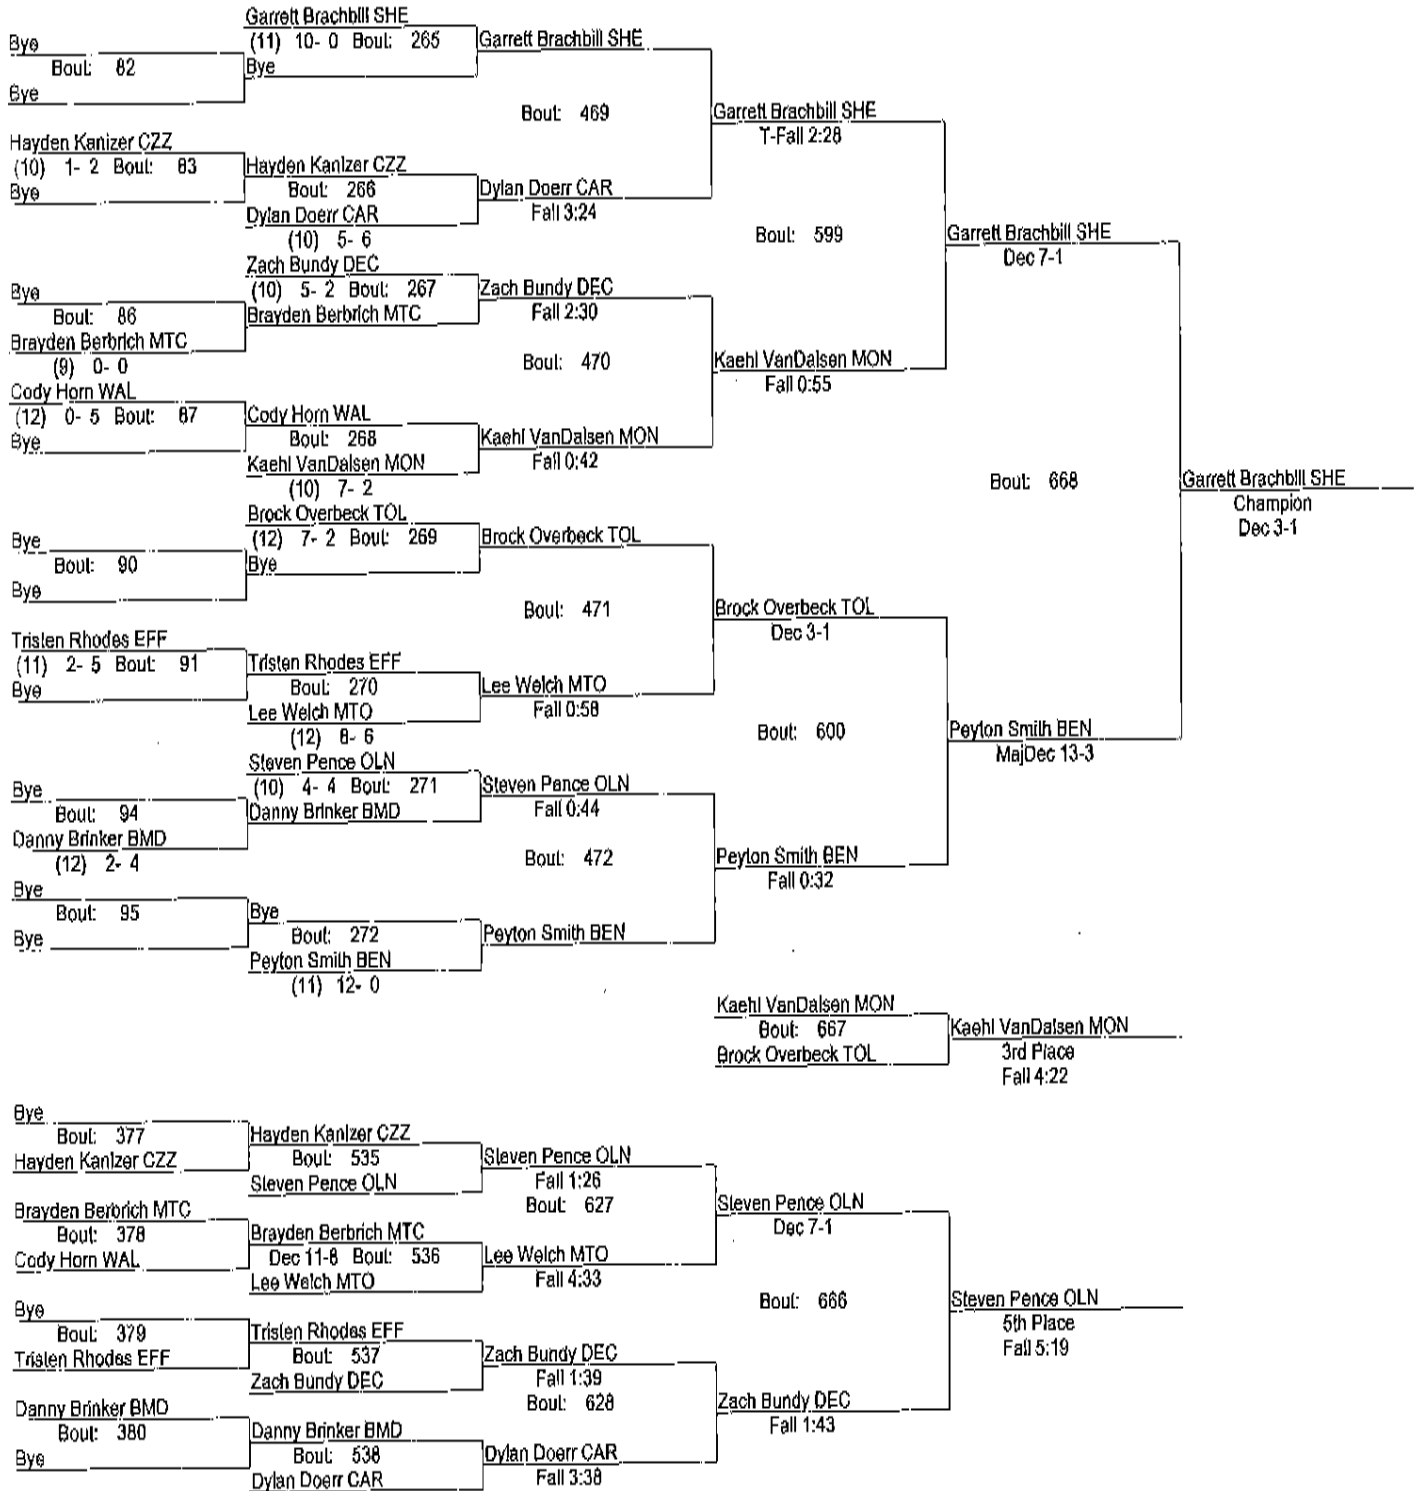 Garrett Brachbill SHE
Bye
(11) 10- 0 Bout: 265
Garrett Brachbill SHE
Bout: 82
Bye
Bye
Bout: 469
Garrett Brachbill SHE
T-Fall 2:28
Hayden Kanizer CZZ
(10) 1- 2 Bout: 83
Hayden Kanizer CZZ
Bye
Bout: 266
Dylan Doerr CAR
Dylan Doerr CAR
Fall 3:24
(10) 5- 6
Bout: 599
Garrett Brachbill SHE
Dec 7-1
Zach Bundy DEC
Bye
(10) 5- 2 Bout: 267
Zach Bundy DEC
Bout: 86
Brayden Berbrich MTC
Fall 2:30
Brayden Berbrich MTC
(9) 0- 0
Bout: 470
Kaehl VanDalsen MON
Fall 0:55
Cody Horn WAL
(12) 0- 5 Bout: 87
Cody Horn WAL
Bye
Bout: 268
Kaehl VanDalsen MON
Kaehl VanDalsen MON
Fall 0:42
(10) 7- 2
Bout: 668
Garrett Brachbill SHE
Champion
Dec 3-1
Brock Overbeck TOL
Bye
(12) 7- 2 Bout: 269
Brock Overbeck TOL
Bout: 90
Bye
Bye
Bout: 471
Brock Overbeck TOL
Dec 3-1
Tristen Rhodes EFF
(11) 2- 5 Bout: 91
Tristen Rhodes EFF
Bye
Bout: 270
Lee Welch MTO
Lee Welch MTO
Fall 0:58
(12) 8- 6
Bout: 600
Peyton Smith BEN
MajDec 13-3
Steven Pence OLN
Bye
(10) 4- 4 Bout: 271
Steven Pence OLN
Bout: 94
Danny Brinker BMD
Fall 0:44
Danny Brinker BMD
(12) 2- 4
Bout: 472
Peyton Smith BEN
Fall 0:32
Bye
Bout: 95
Bye
Bye
Bout: 272
Peyton Smith BEN
Peyton Smith BEN
(11) 12- 0
Kaehl VanDalsen MON
Bout: 667
Kaehl VanDalsen MON
Brock Overbeck TOL
3rd Place
Fall 4:22
Bye
Bout: 377
Hayden Kanizer CZZ
Hayden Kanizer CZZ
Bout: 535
Steven Pence OLN
Steven Pence OLN
Fall 1:26
Bout: 627
Steven Pence OLN
Dec 7-1
Brayden Berbrich MTC
Bout: 378
Brayden Berbrich MTC
Cody Horn WAL
Dec 11-8 Bout: 536
Lee Welch MTO
Lee Welch MTO
Fall 4:33
Bout: 666
Steven Pence OLN
5th Place
Fall 5:19
Bye
Bout: 379
Tristen Rhodes EFF
Tristen Rhodes EFF
Bout: 537
Zach Bundy DEC
Zach Bundy DEC
Fall 1:39
Bout: 628
Zach Bundy DEC
Fall 1:43
Danny Brinker BMD
Bout: 380
Danny Brinker BMD
Bye
Bout: 538
Dylan Doerr CAR
Dylan Doerr CAR
Fall 3:38